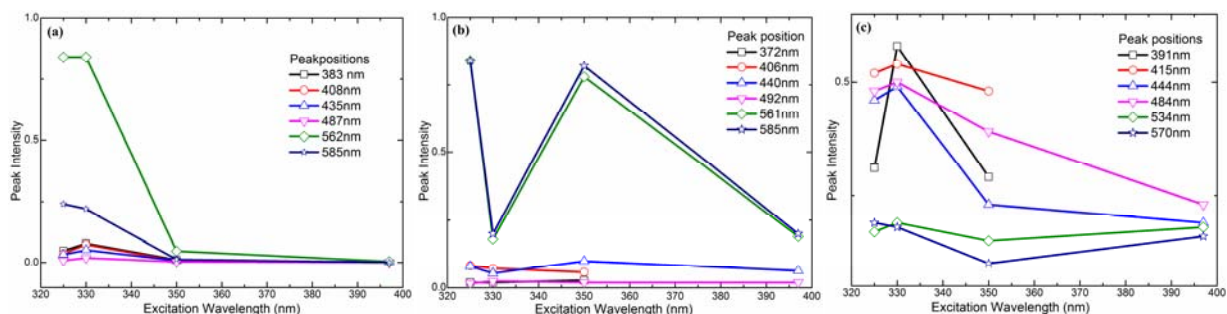 (a)
Peakpositions
383 nm
408nm
435nm
487nm
562nm
585nm
1.0
0.5
0.0
Peak Intensity
320 330 340 350 360 370 380 390 400
Excitation Wavelength (nm)
(b)
Peak position
372nm
406nm
440nm
492nm
561nm
585nm
1.0
0.5
0.0
Peak Intensity
320 330 340 350 360 370 380 390 400
Excitation Wavelength (nm)
(c)
Peak positions
391nm
415nm
444nm
484nm
534nm
570nm
0.5
Peak Intensity
320 330 340 350 360 370 380 390 400
Excitation Wavelength (nm)